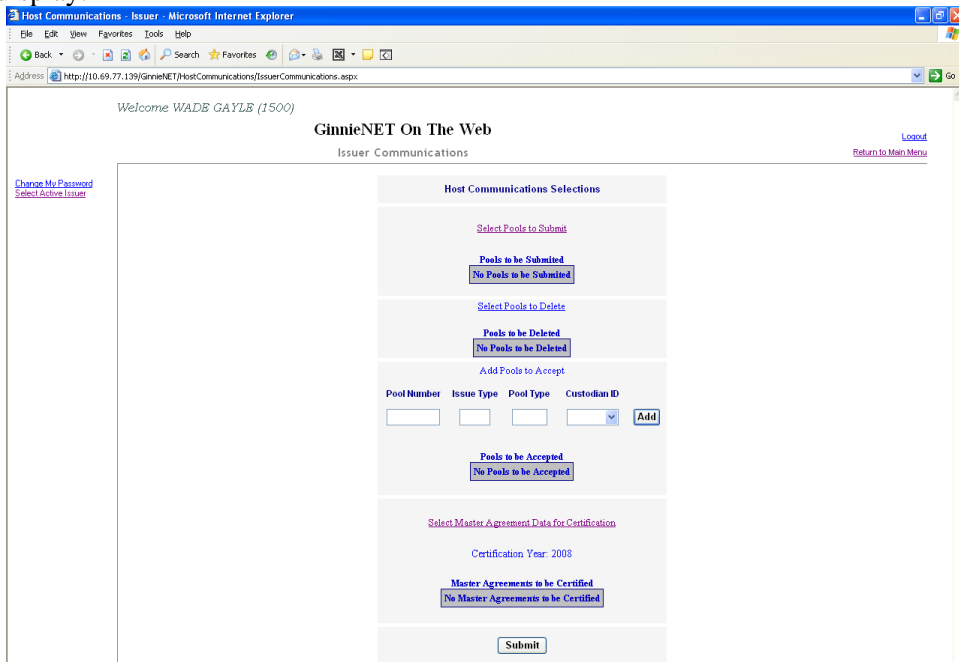 Host Communications - Issuer - Microsoft Internet Explorer
File Edit View Favorites Tools Help
Back Search Favorites
Address http://10.69.77.139/GinnieNET/HostCommunications/IssuerCommunications.aspx Go
Welcome WADE GAYLE (1500)
GinnieNET On The Web
Logout
Issuer Communications
Return to Main Menu
Change My Password
Select Active Issuer
Host Communications Selections
Select Pools to Submit
Pools to be Submited
No Pools to be Submited
Select Pools to Delete
Pools to be Deleted
No Pools to be Deleted
Add Pools to Accept
Pool Number Issue Type Pool Type Custodian ID
Add
Pools to be Accepted
No Pools to be Accepted
Select Master Agreement Data for Certification
Certification Year: 2008
Master Agreements to be Certified
No Master Agreements to be Certified
Submit